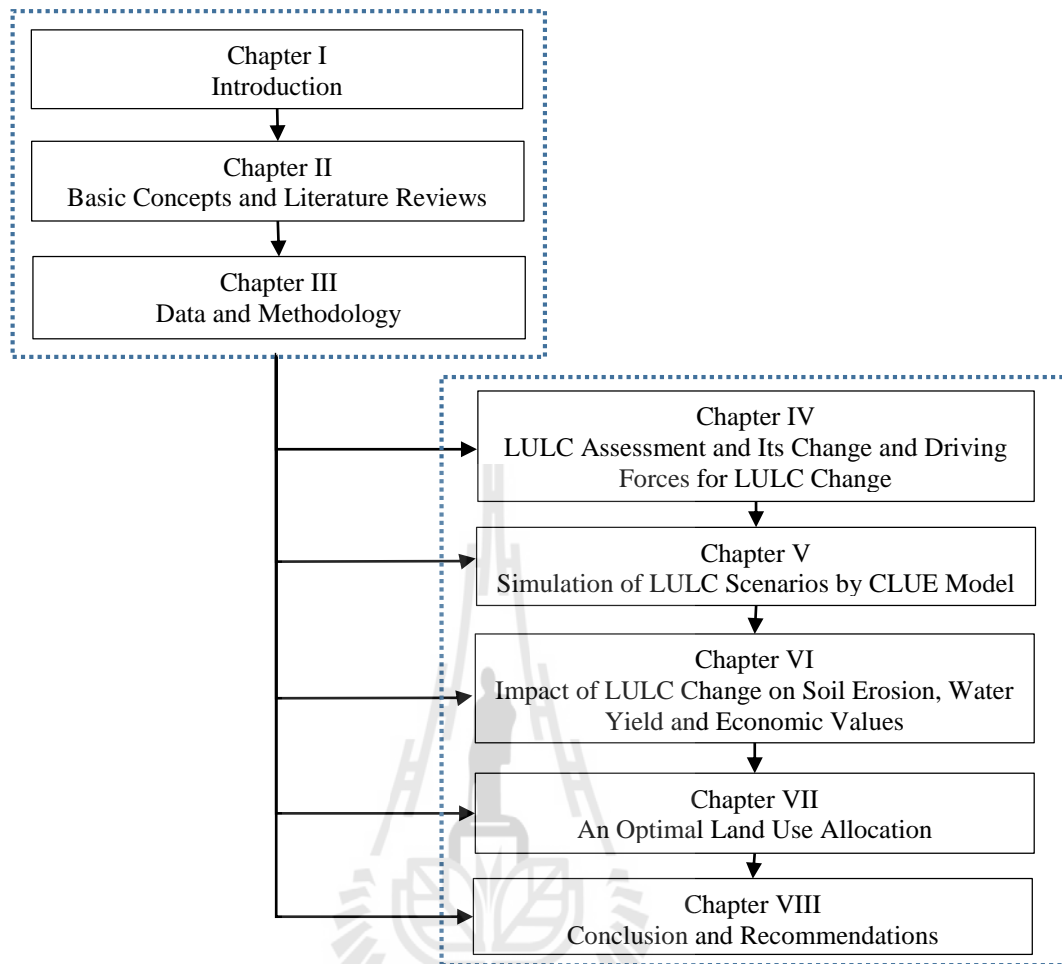 Chapter I
Introduction
Chapter II
Basic Concepts and Literature Reviews
Chapter III
Data and Methodology
Chapter IV
LULC Assessment and Its Change and Driving
Forces for LULC Change
Chapter V
Simulation of LULC Scenarios by CLUE Model
Chapter VI
Impact of LULC Change on Soil Erosion, Water
Yield and Economic Values
Chapter VII
An Optimal Land Use Allocation
Chapter VIII
Conclusion and Recommendations